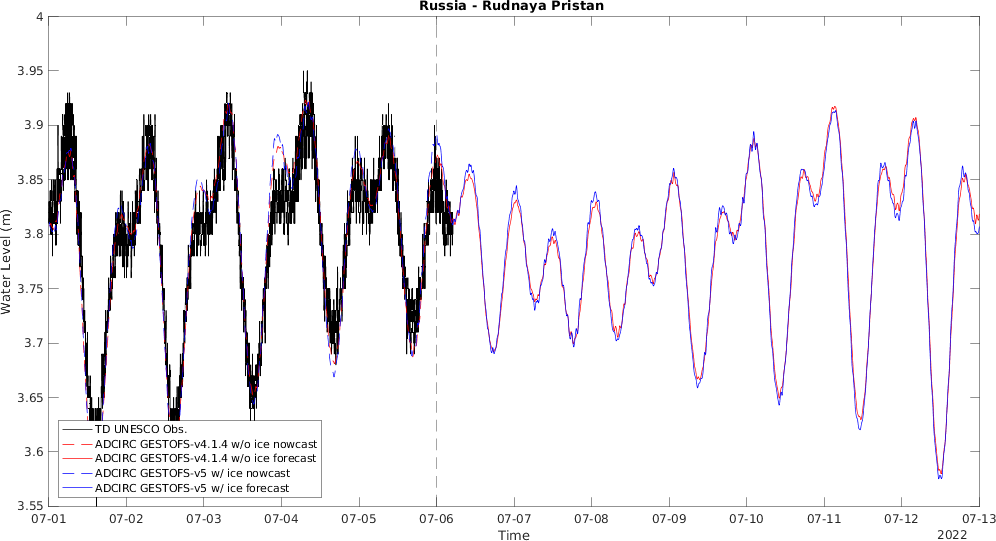 Russia - Rudnaya Pristan
4
3.95
3.9
3.85
3.8
3.75
3.7
3.65
3.6
3.55
Water Level (m)
TD UNESCO Obs.
ADCIRC GESTOFS-v4.1.4 w/o ice nowcast
ADCIRC GESTOFS-v4.1.4 w/o ice forecast
ADCIRC GESTOFS-v5 w/ ice nowcast
ADCIRC GESTOFS-v5 w/ ice forecast
07-01 07-02 07-03 07-04 07-05 07-06 07-07 07-08 07-09 07-10 07-11 07-12 07-13
Time
2022